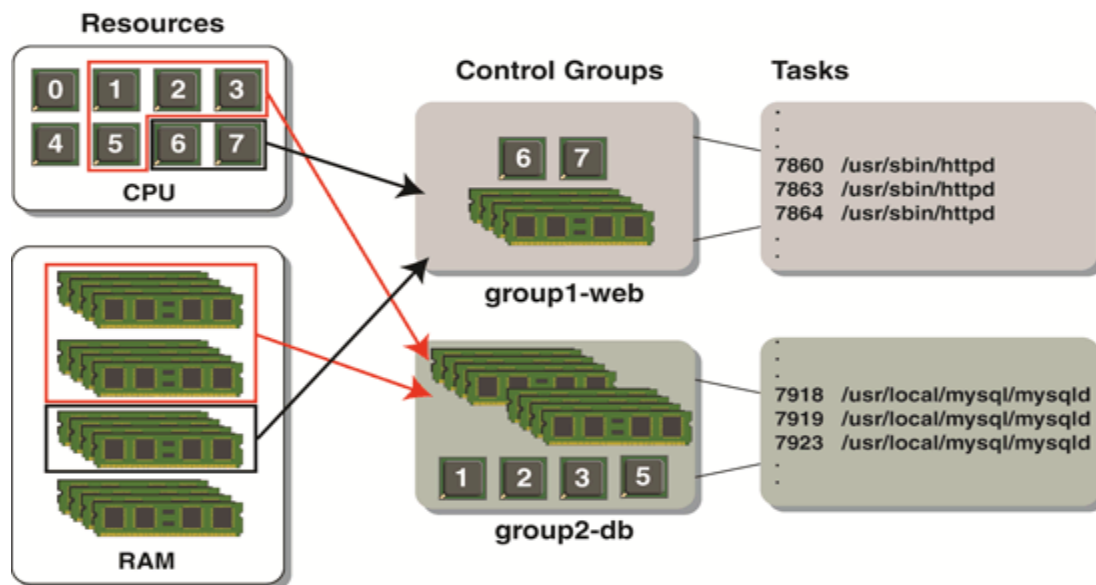 Resources
0
1
2
3
4
5
6
7
CPU
RAM
Control Groups
6
7
group1-web
1
2
3
5
group2-db
Tasks
.
.
.
7860 /usr/sbin/httpd
7863 /usr/sbin/httpd
7864 /usr/sbin/httpd
.
.
.
.
.
7918 /usr/local/mysql/mysqld
7919 /usr/local/mysql/mysqld
7923 /usr/local/mysql/mysqld
.
.